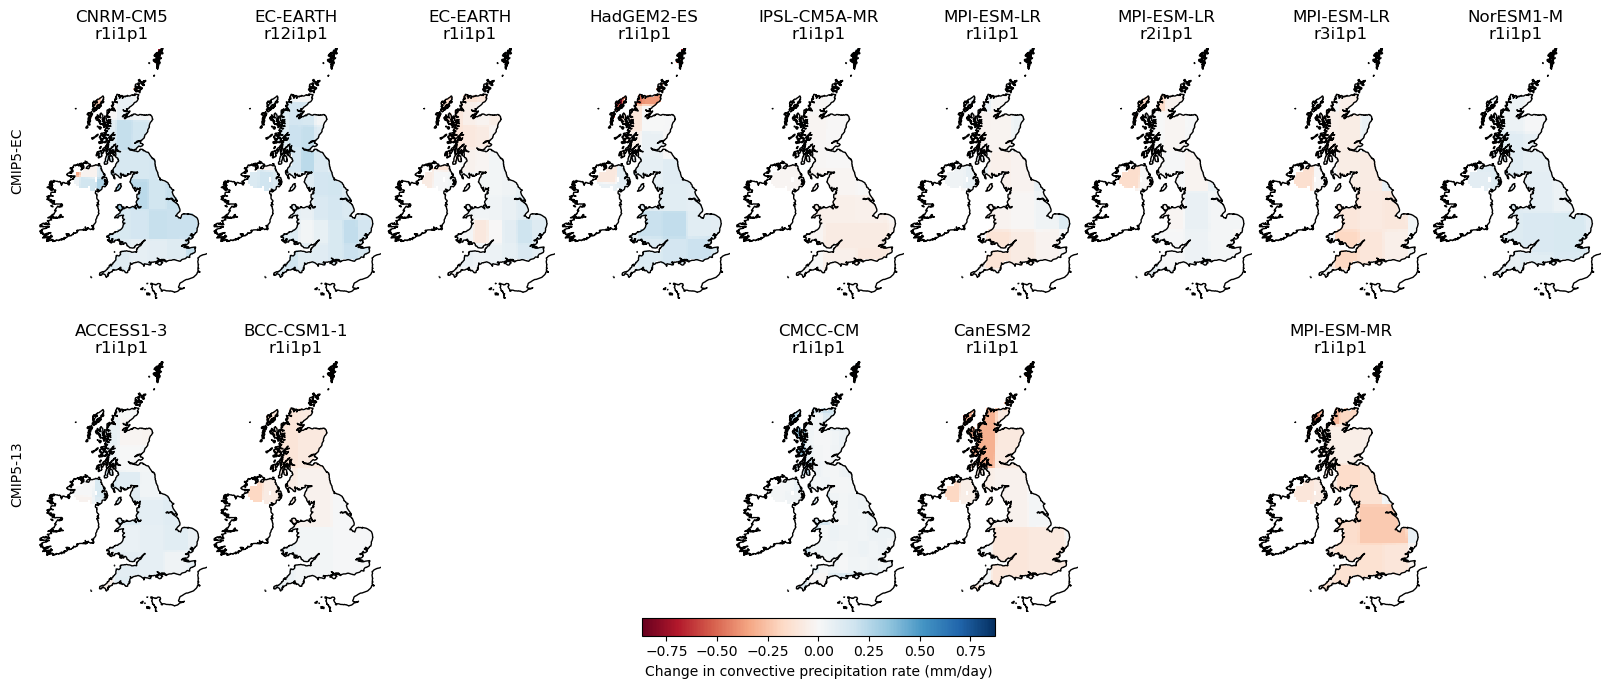 CNRM-CM5
r1i1p1
EC-EARTH
r12i1p1
EC-EARTH
r1i1p1
HadGEM2-ES
r1i1p1
IPSL-CM5A-MR
r1i1p1
MPI-ESM-LR
r1i1p1
MPI-ESM-LR
r2i1p1
MPI-ESM-LR
r3i1p1
NorESM1-M
r1i1p1
CMIP5-EC
ACCESS1-3
r1i1p1
BCC-CSM1-1
r1i1p1
CMCC-CM
r1i1p1
CanESM2
r1i1p1
MPI-ESM-MR
r1i1p1
CMIP5-13
−0.75 −0.50 −0.25 0.00 0.25 0.50 0.75
Change in convective precipitation rate (mm/day)